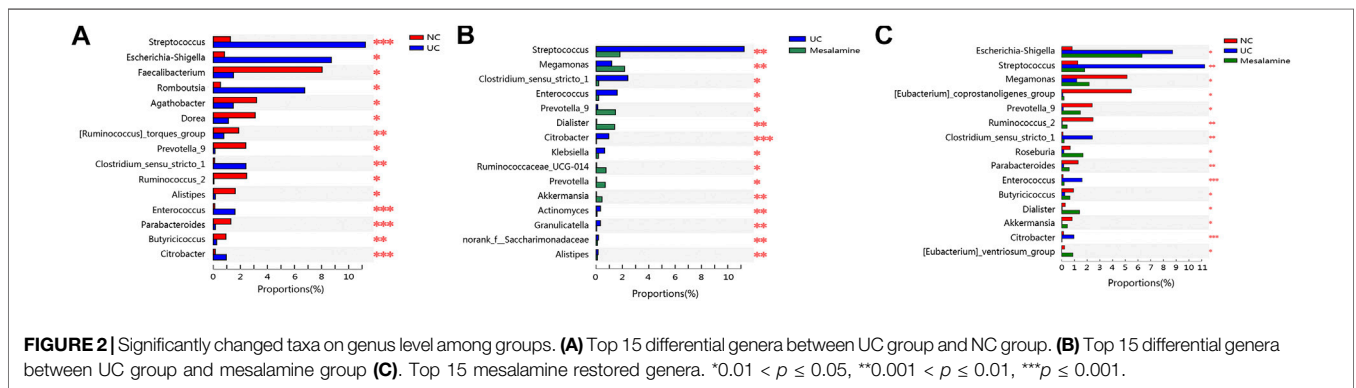 A
NC
UC
Streptococcus ***
Escherichia-Shigella *
Faecalibacterium *
Romboutsia *
Agathobacter *
Dorea *
[Ruminococcus]_torques_group **
Prevotella_9 *
Clostridium_sensu_stricto_1 **
Ruminococcus_2 *
Alistipes *
Enterococcus ***
Parabacteroides ***
Butyricicoccus **
Citrobacter ***
0 2 4 6 8 10
Proportions(%)
B
UC
Mesalamine
Streptococcus **
Megamonas **
Clostridium_sensu_stricto_1 *
Enterococcus *
Prevotella_9 *
Dialister **
Citrobacter ***
Klebsiella *
Ruminococcaceae_UCG-014 *
Prevotella *
Akkermansia **
Actinomyces **
Granulicatella **
norank_f__Saccharimonadaceae **
Alistipes **
0 2 4 6 8 10
Proportions(%)
C
NC
UC
Mesalamine
Escherichia-Shigella *
Streptococcus **
Megamonas *
[Eubacterium]_coprostanoligenes_group *
Prevotella_9 *
Ruminococcus_2 **
Clostridium_sensu_stricto_1 **
Roseburia *
Parabacteroides **
Enterococcus ***
Butyricicoccus *
Dialister *
Akkermansia *
Citrobacter ***
[Eubacterium]_ventriosum_group *
0 1 2 3 4 5 6 7 8 9 10 11
Proportions(%)
FIGURE 2 | Significantly changed taxa on genus level among groups. (A) Top 15 differential genera between UC group and NC group. (B) Top 15 differential genera
between UC group and mesalamine group (C). Top 15 mesalamine restored genera. *0.01 < p ≤ 0.05, **0.001 < p ≤ 0.01, ***p ≤ 0.001.